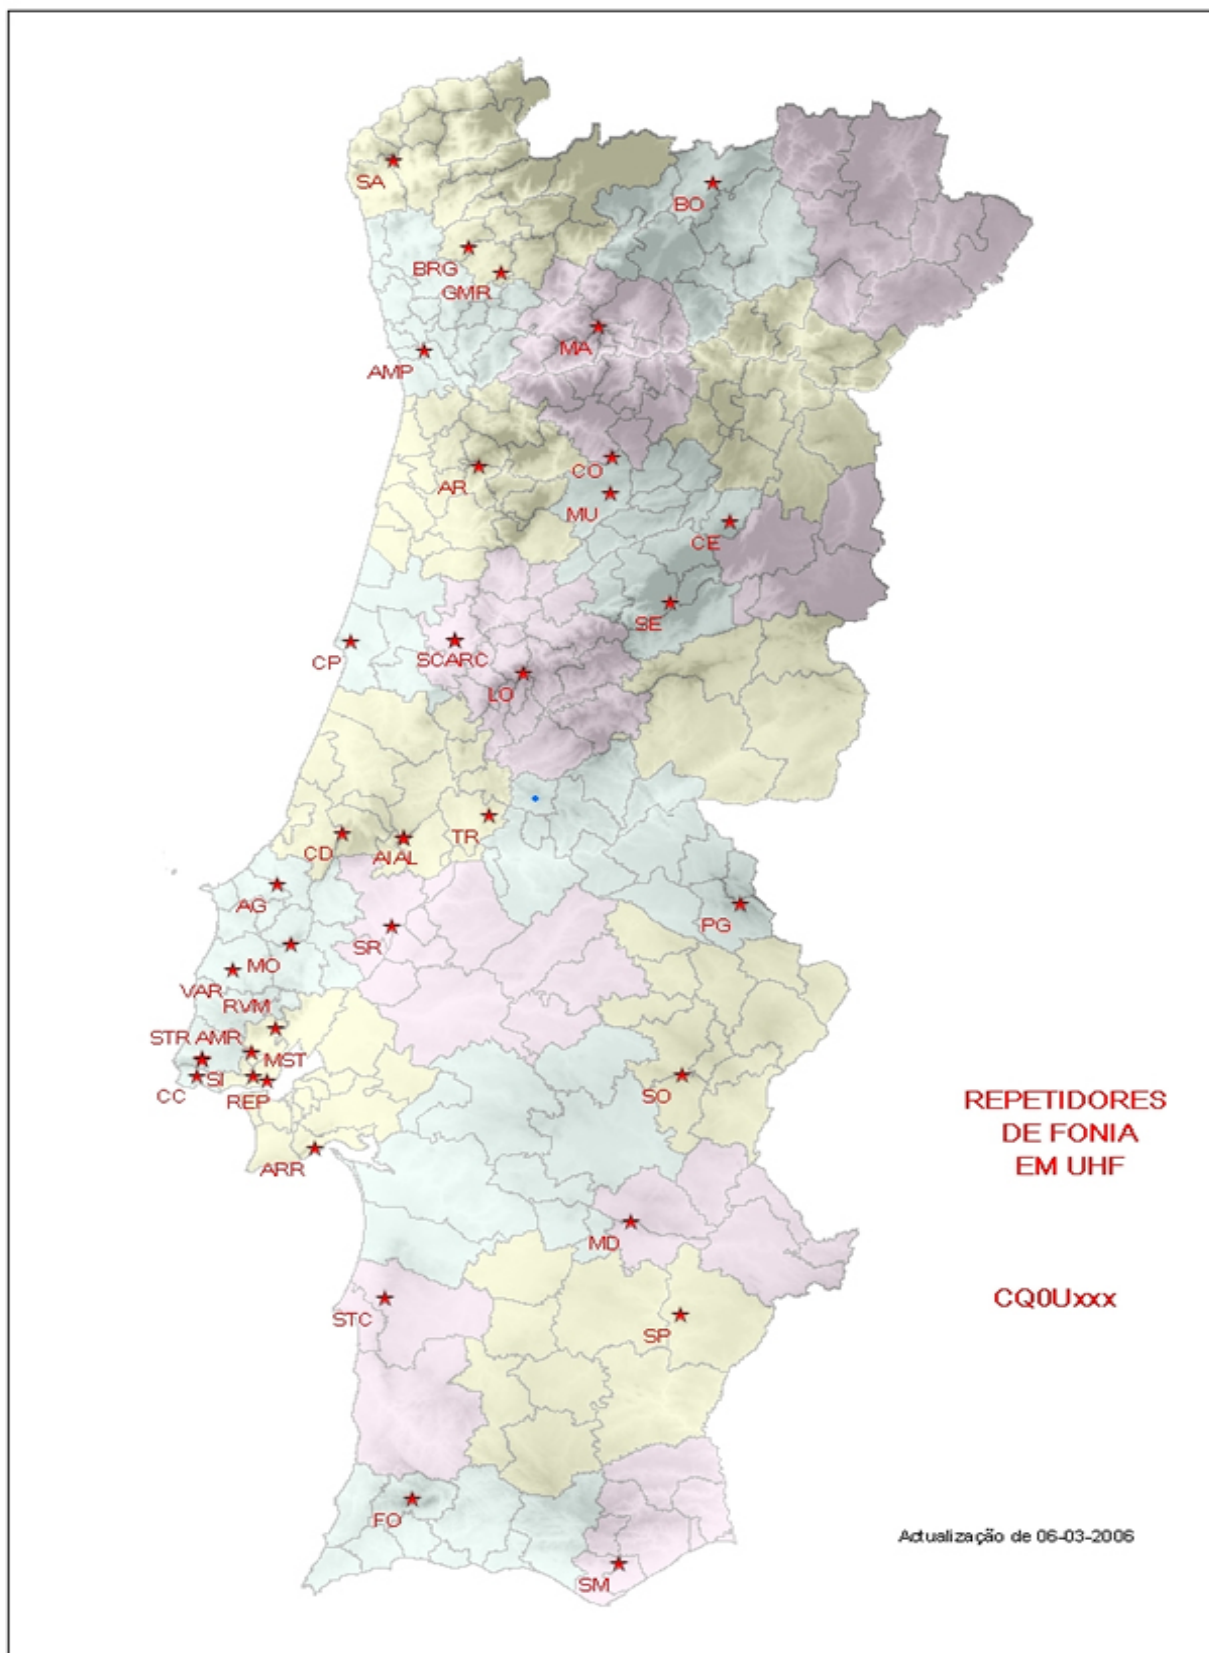 SA
BO
BRG
GMR
MA
AMP
CO
AR
MU
CE
SE
CP
SCARC
LO
TR
CD
AIAL
AG
PG
SR
MO
VAR
RVM
STR AMR
MST
SI
CC
REP
SO
REPETIDORES
DE FONIA
EM UHF
ARR
MD
CQ0Uxxx
STC
SP
FO
Actualização de 06-03-2006
SM